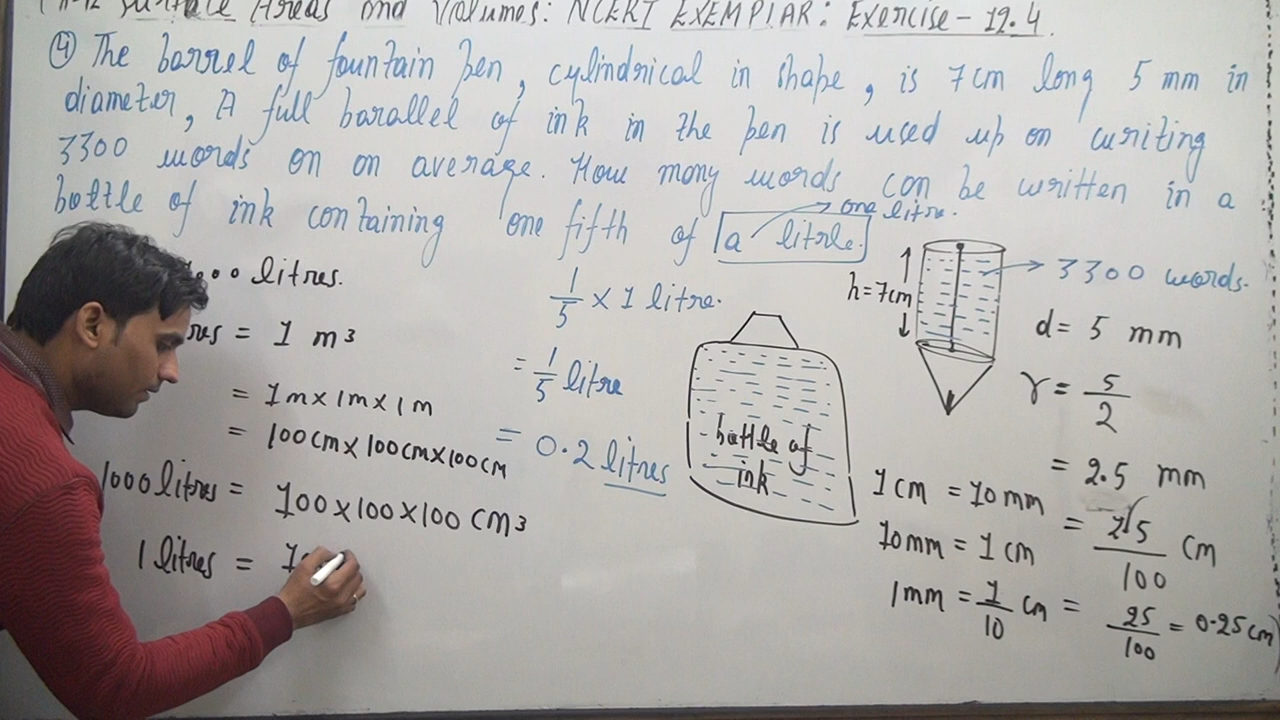 Surface Areas and Volumes: NCERT EXEMPLAR: Exercise - 12.4.
④ The barrel of fountain pen, cylindrical in shape, is 7cm long 5 mm in
diameter, A full barallel of ink in the pen is used up on writing
3300 words on on average. How many words can be written in a
bottle of ink containing one fifth of a litrle.
one litre.
000 litres.
= 1 m³
= 1m×1m×1m
= 100cm×100cm×100cm
1000 litres = 100×100×100 cm³
1 litres =
1/5 × 1 litre.
= 1/5 litre
= 0.2 litres
bottle of
ink
h=7cm
3300 words.
d= 5 mm
r = 5/2
= 2.5 mm
1 cm = 10 mm
10mm = 1 cm
1mm = 1/10 cm
= 25/100 cm
= 25/100 = 0.25 cm